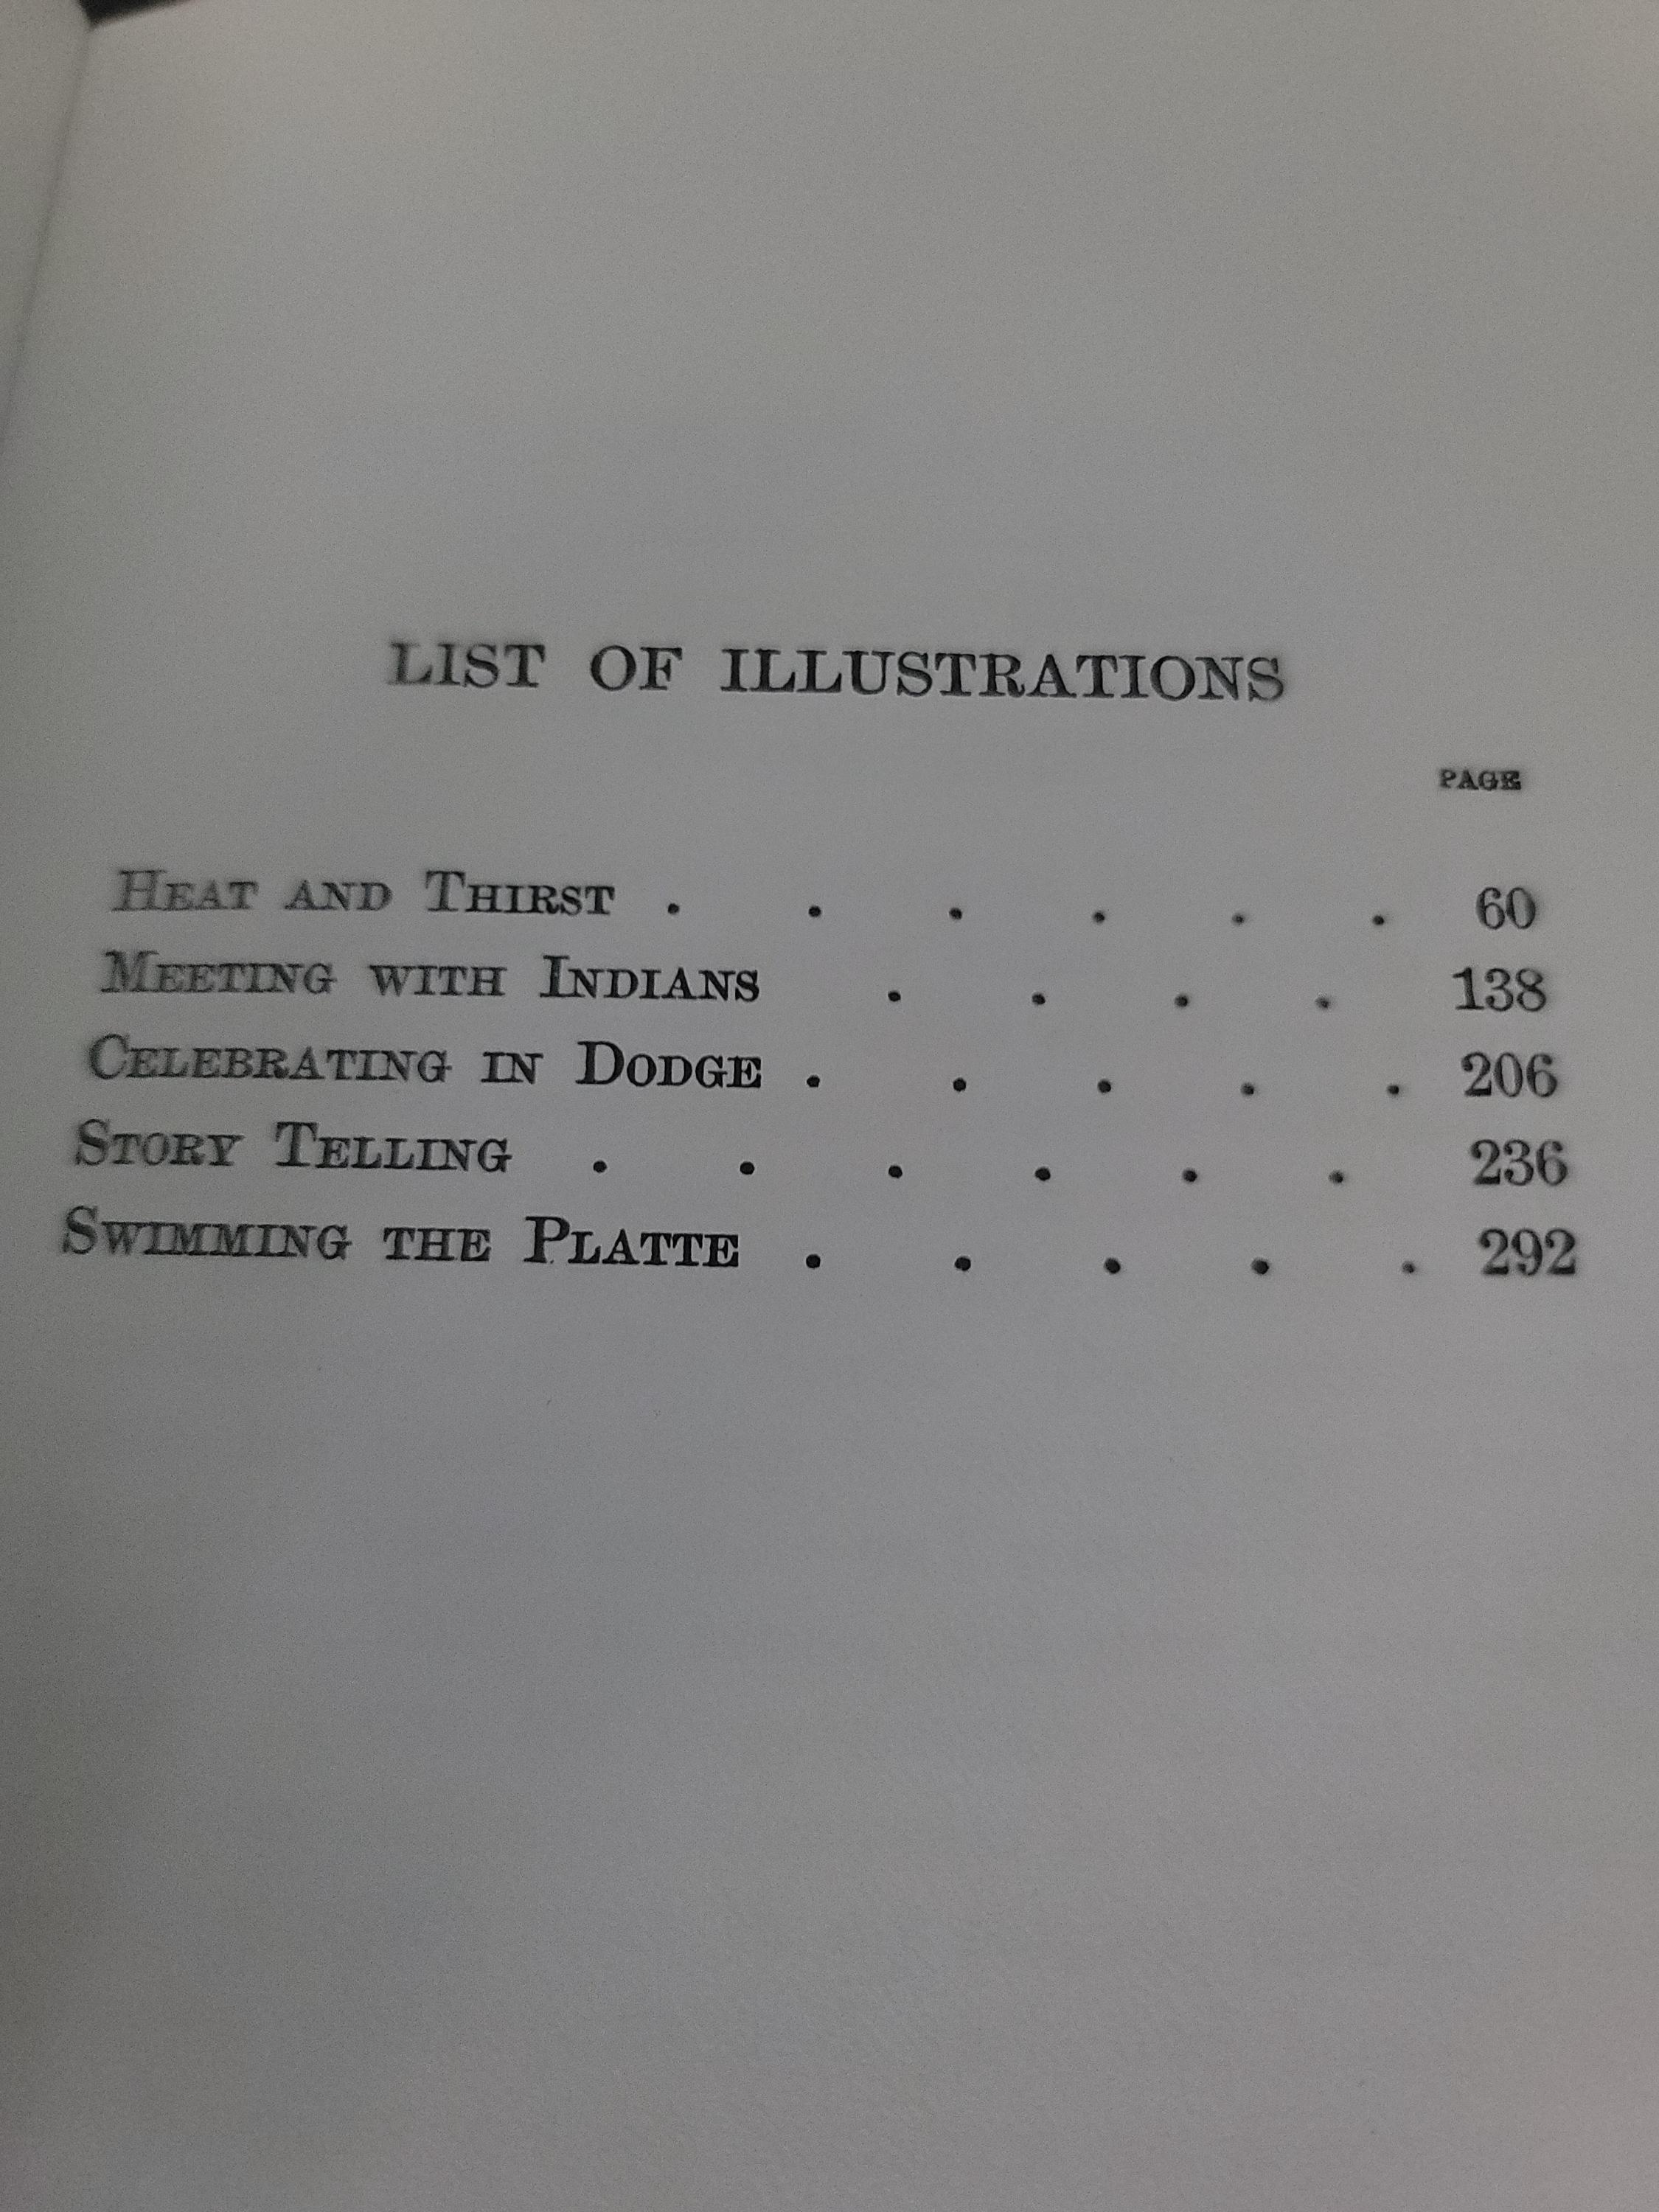 LIST OF ILLUSTRATIONS
PAGE
HEAT AND THIRST . . . . . . 60
MEETING WITH INDIANS . . . . 138
CELEBRATING IN DODGE . . . . . 206
STORY TELLING . . . . . . 236
SWIMMING THE PLATTE . . . . . 292